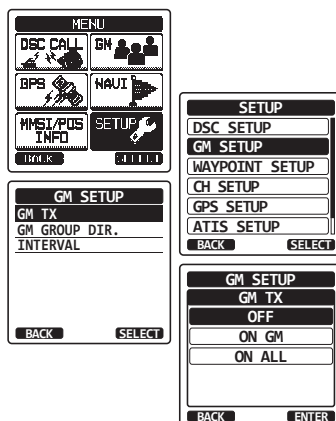 MENU
DSC CALL GM
GPS NAVI
MMSI/POS SETUP
INFO
BACK SELECT
SETUP
DSC SETUP
GM SETUP
WAYPOINT SETUP
CH SETUP
GPS SETUP
ATIS SETUP
BACK SELECT
GM SETUP
GM TX
GM GROUP DIR.
INTERVAL
BACK SELECT
GM SETUP
GM TX
OFF
ON GM
ON ALL
BACK ENTER